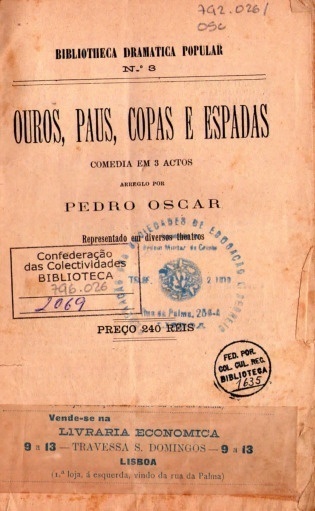 792.026/
OSC
BIBLIOTHECA DRAMATICA POPULAR
N.º 3
OUROS, PAUS, COPAS E ESPADAS
COMEDIA EM 3 ACTOS
ARREGLO POR
PEDRO OSCAR
Representado em diversos theatros
Confederação
das Colectividades
BIBLIOTECA
796.026
2069
PREÇO 240 RÉIS
FED. POR.
COL. CUL. REC.
BIBLIOTECA
1635
Vende-se na
LIVRARIA ECONOMICA
9 a 13 — TRAVESSA S. DOMINGOS — 9 a 13
LISBOA
(1.ª loja, á esquerda, vindo da rua da Palma)